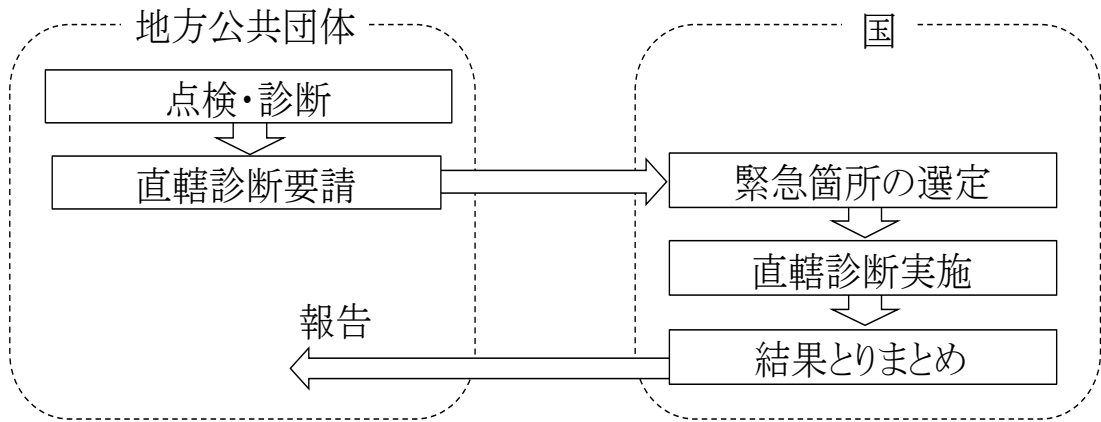 地方公共団体
点検・診断
直轄診断要請
国
緊急箇所の選定
直轄診断実施
結果とりまとめ
報告